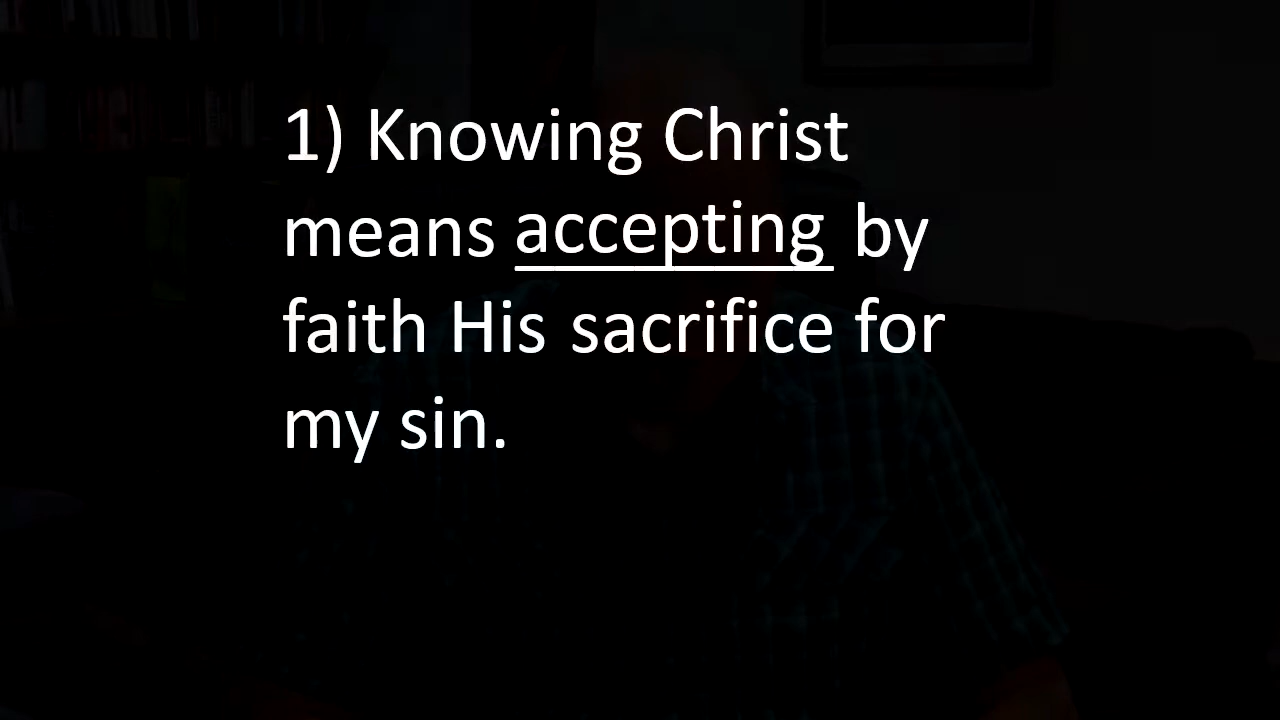 1) Knowing Christ
means accepting by
faith His sacrifice for
my sin.